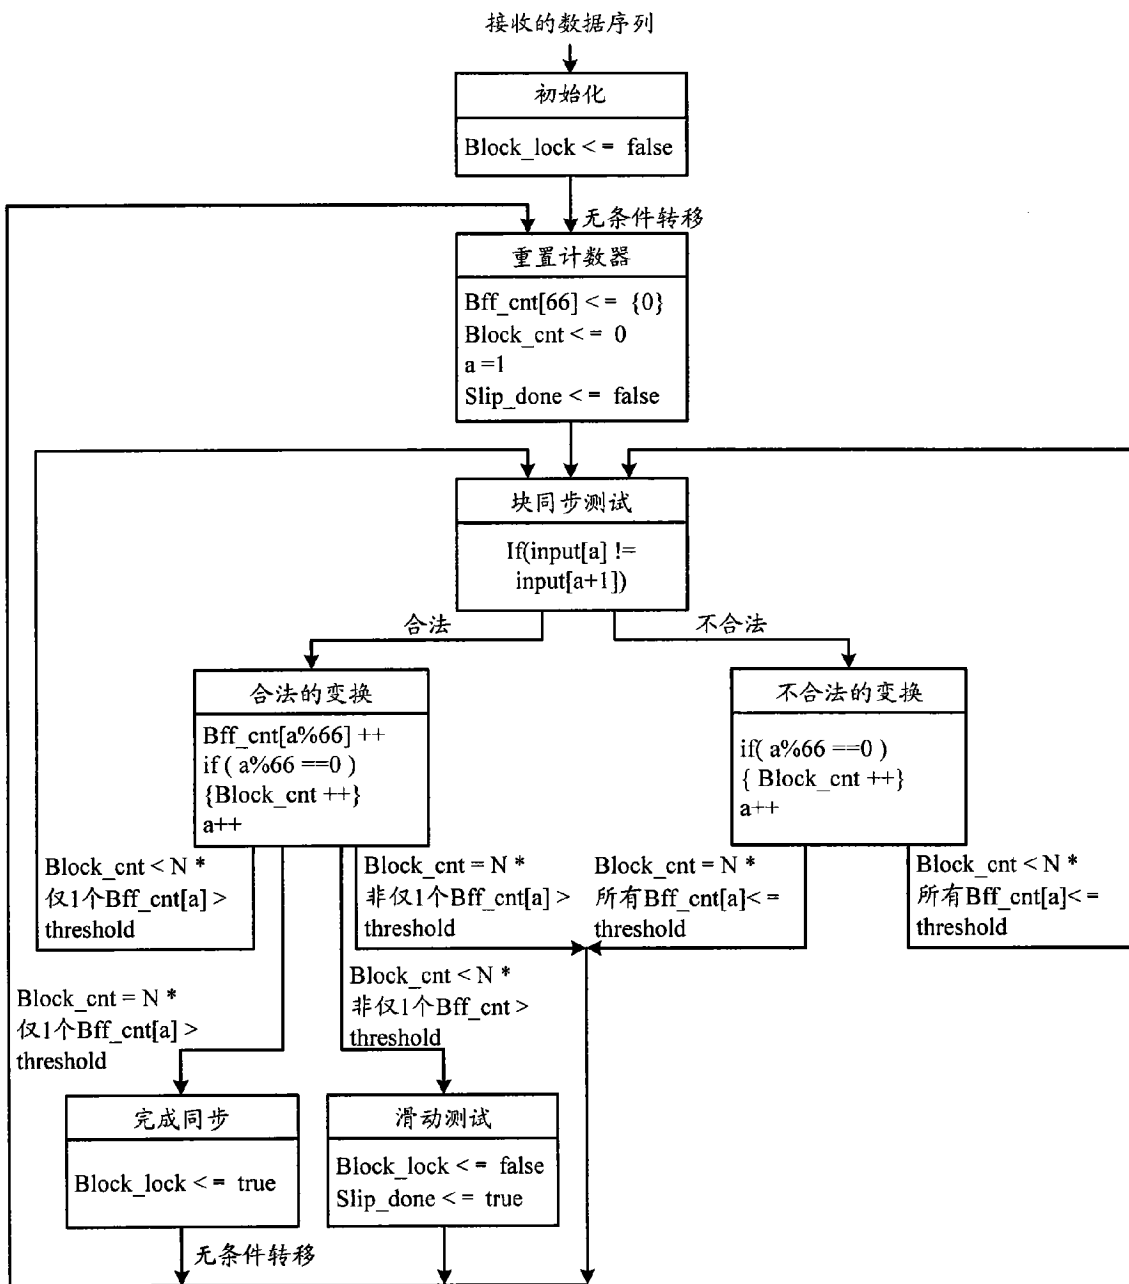 接收的数据序列
初始化
Block_lock < = false
无条件转移
重置计数器
Bff_cnt[66] < = {0}
Block_cnt < = 0
a =1
Slip_done < = false
块同步测试
If(input[a] !=
input[a+1])
合法
不合法
合法的变换
Bff_cnt[a%66] ++
if ( a%66 ==0 )
{Block_cnt ++}
a++
不合法的变换
if( a%66 ==0 )
{ Block_cnt ++}
a++
Block_cnt < N *
仅1个Bff_cnt[a] >
threshold
Block_cnt = N *
非仅1个Bff_cnt[a] >
threshold
Block_cnt = N *
所有Bff_cnt[a]< =
threshold
Block_cnt < N *
所有Bff_cnt[a]< =
threshold
Block_cnt = N *
仅1个Bff_cnt[a] >
threshold
Block_cnt < N *
非仅1个Bff_cnt >
threshold
完成同步
Block_lock < = true
滑动测试
Block_lock < = false
Slip_done < = true
无条件转移